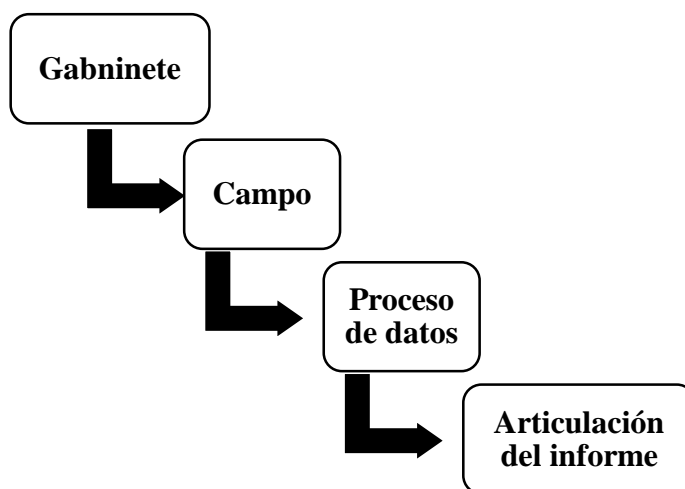 Gabninete
Campo
Proceso
de datos
Articulación
del informe